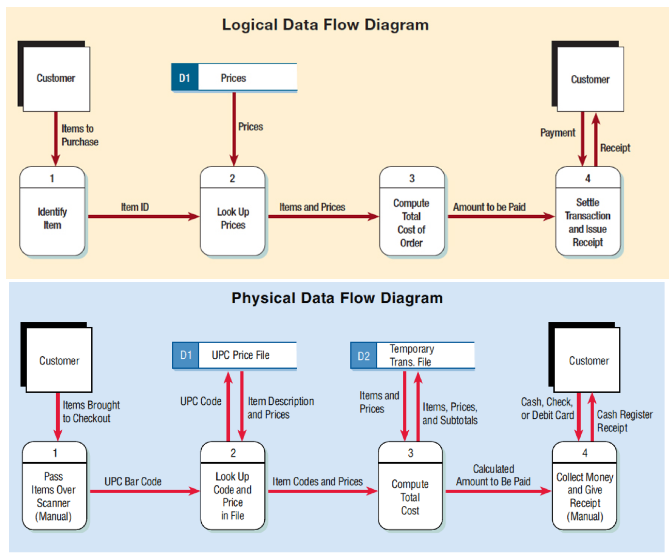 Logical Data Flow Diagram
Customer
D1
Prices
Customer
Items to
Purchase
Prices
Payment
Receipt
1
Identify
Item
Item ID
2
Look Up
Prices
Items and Prices
3
Compute
Total
Cost of
Order
Amount to be Paid
4
Settle
Transaction
and Issue
Receipt
Physical Data Flow Diagram
Customer
D1
UPC Price File
D2
Temporary
Trans. File
Customer
Items Brought
to Checkout
UPC Code
Item Description
and Prices
Items and
Prices
Items, Prices,
and Subtotals
Cash, Check,
or Debit Card
Cash Register
Receipt
1
Pass
Items Over
Scanner
(Manual)
UPC Bar Code
2
Look Up
Code and
Price
in File
Item Codes and Prices
3
Compute
Total
Cost
Calculated
Amount to Be Paid
4
Collect Money
and Give
Receipt
(Manual)